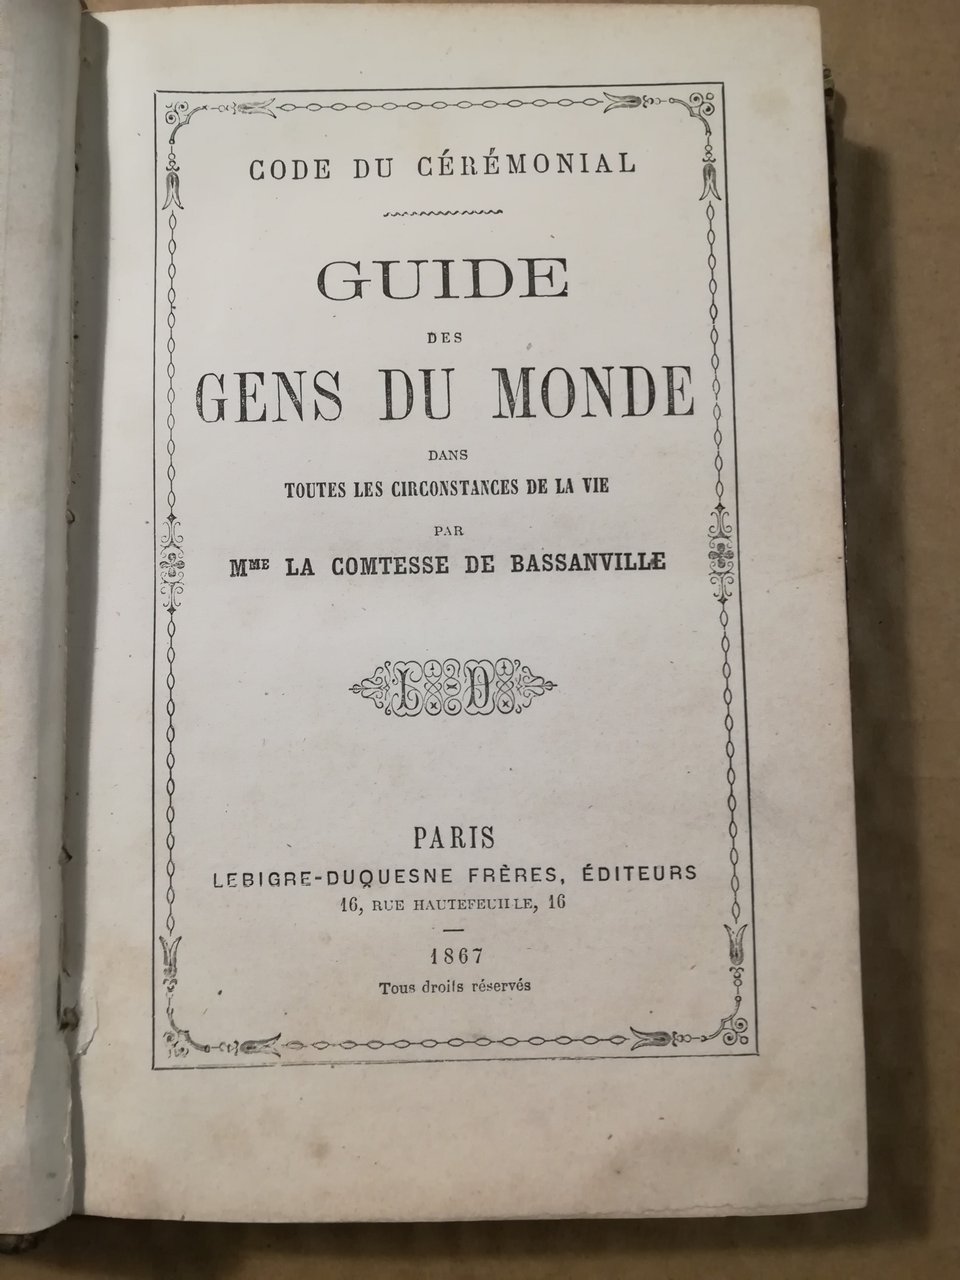 CODE DU CÉRÉMONIAL
GUIDE
DES
GENS DU MONDE
DANS
TOUTES LES CIRCONSTANCES DE LA VIE
PAR
MME LA COMTESSE DE BASSANVILLE
L D
PARIS
LEBIGRE-DUQUESNE FRÈRES, ÉDITEURS
16, RUE HAUTEFEUILLE, 16
1867
Tous droits réservés